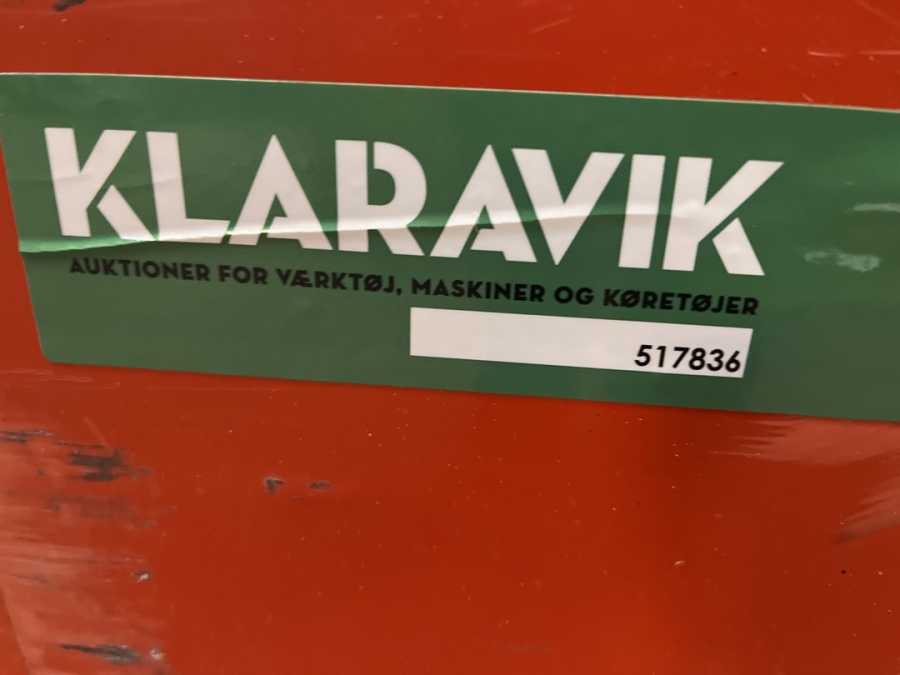 KLARAVIK
AUKTIONER FOR VÆRKTØJ, MASKINER OG KØRETØJER
517836